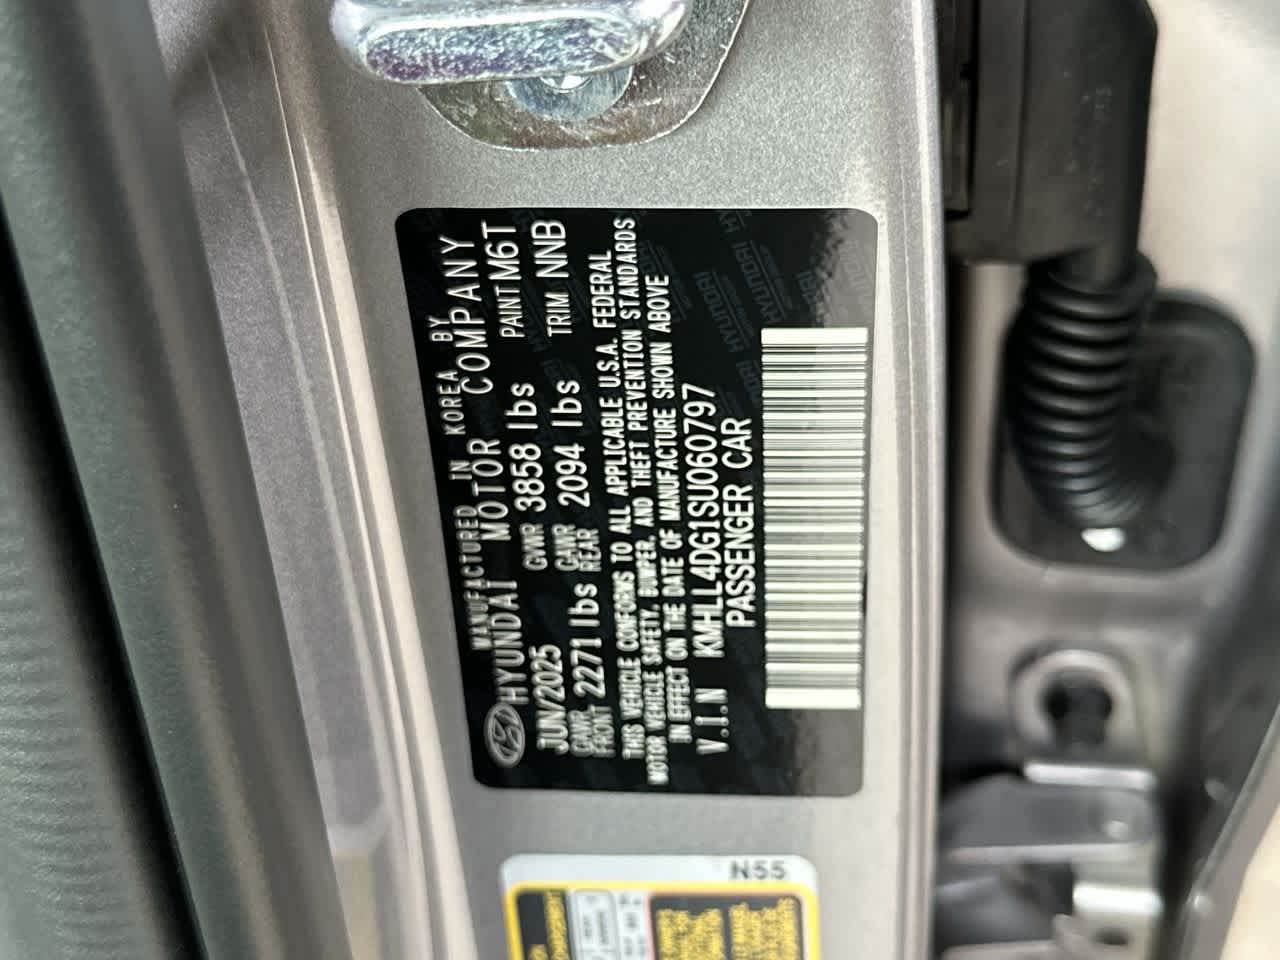 MANUFACTURED IN KOREA BY
HYUNDAI MOTOR COMPANY
JUN/2025 GVWR 3858 lbs PAINT M6T
GAWR FRONT 2271 lbs GAWR REAR 2094 lbs TRIM NNB
THIS VEHICLE CONFORMS TO ALL APPLICABLE U.S.A. FEDERAL
MOTOR VEHICLE SAFETY, BUMPER, AND THEFT PREVENTION STANDARDS
IN EFFECT ON THE DATE OF MANUFACTURE SHOWN ABOVE
V.I.N KMHLL4DG1SU060797
PASSENGER CAR
HYUNDAI
HYUNDAI
N55